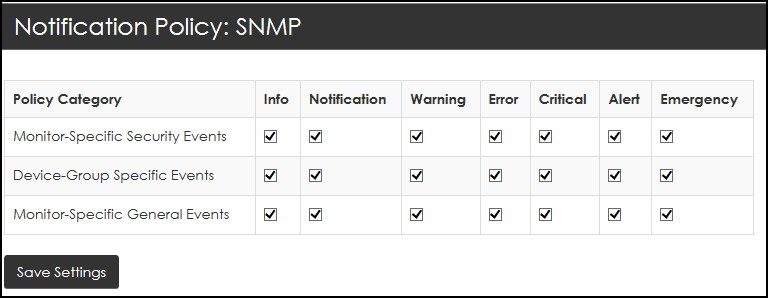 Notification Policy: SNMP
Policy Category Info Notification Warning Error Critical Alert Emergency
Monitor-Specific Security Events
Device-Group Specific Events
Monitor-Specific General Events
Save Settings